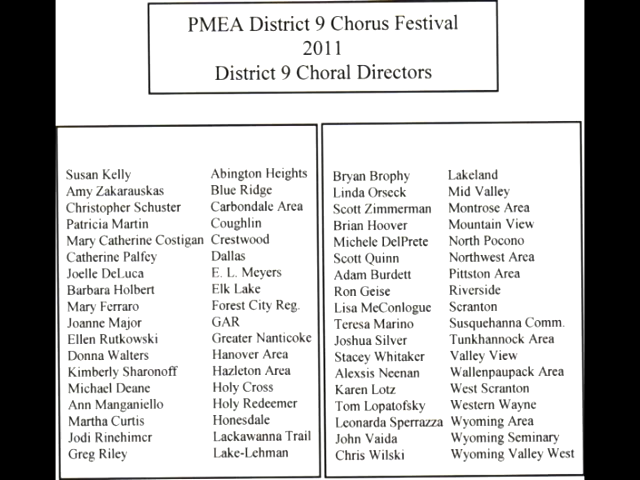 PMEA District 9 Chorus Festival
2011
District 9 Choral Directors
Susan Kelly Abington Heights
Amy Zakarauskas Blue Ridge
Christopher Schuster Carbondale Area
Patricia Martin Coughlin
Mary Catherine Costigan Crestwood
Catherine Palfey Dallas
Joelle DeLuca E. L. Meyers
Barbara Holbert Elk Lake
Mary Ferraro Forest City Reg.
Joanne Major GAR
Ellen Rutkowski Greater Nanticoke
Donna Walters Hanover Area
Kimberly Sharonoff Hazleton Area
Michael Deane Holy Cross
Ann Manganiello Holy Redeemer
Martha Curtis Honesdale
Jodi Rinehimer Lackawanna Trail
Greg Riley Lake-Lehman
Bryan Brophy Lakeland
Linda Orseck Mid Valley
Scott Zimmerman Montrose Area
Brian Hoover Mountain View
Michele DelPrete North Pocono
Scott Quinn Northwest Area
Adam Burdett Pittston Area
Ron Geise Riverside
Lisa McConlogue Scranton
Teresa Marino Susquehanna Comm.
Joshua Silver Tunkhannock Area
Stacey Whitaker Valley View
Alexsis Neenan Wallenpaupack Area
Karen Lotz West Scranton
Tom Lopatofsky Western Wayne
Leonarda Sperrazza Wyoming Area
John Vaida Wyoming Seminary
Chris Wilski Wyoming Valley West